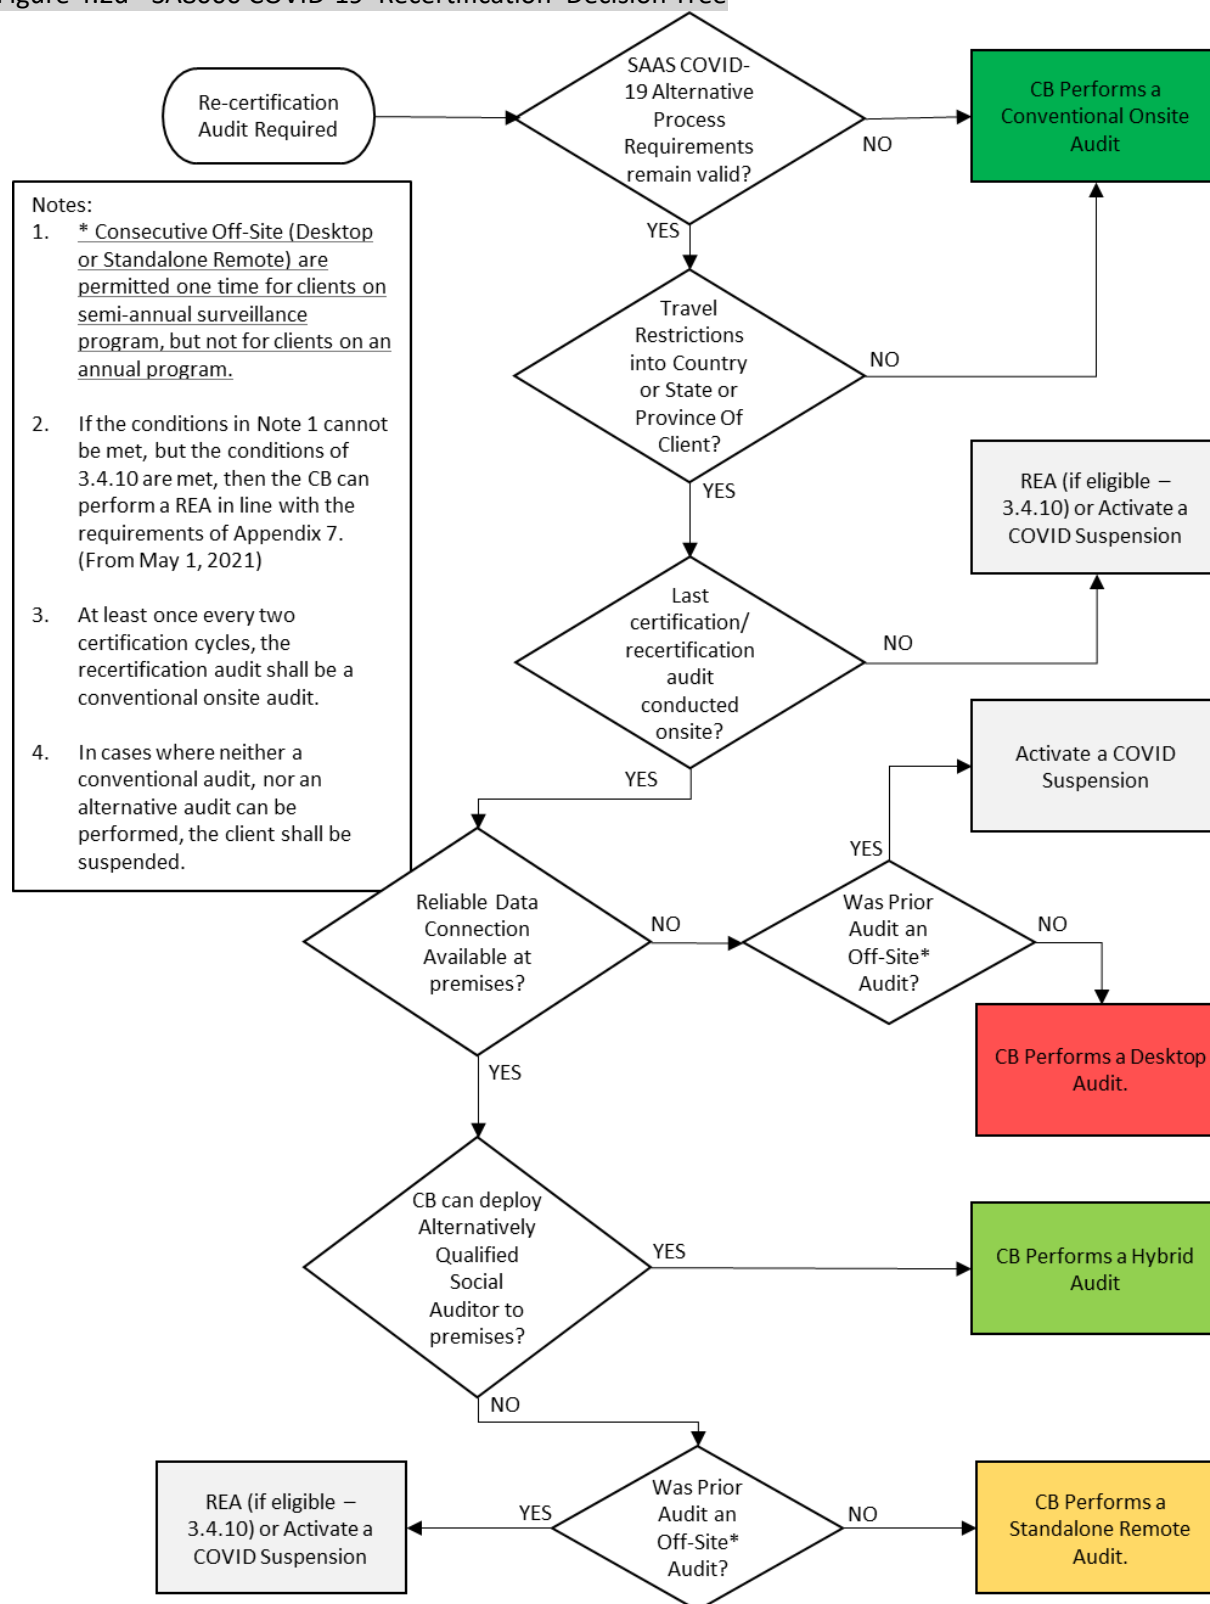 Figure 4.2a - SA8000 COVID-19 Recertification Decision Tree
Re-certification
Audit Required
SAAS COVID-
19 Alternative
Process
Requirements
remain valid?
NO
CB Performs a
Conventional Onsite
Audit
YES
Notes:
1. * Consecutive Off-Site (Desktop
or Standalone Remote) are
permitted one time for clients on
semi-annual surveillance
program, but not for clients on an
annual program.
2. If the conditions in Note 1 cannot
be met, but the conditions of
3.4.10 are met, then the CB can
perform a REA in line with the
requirements of Appendix 7.
(From May 1, 2021)
3. At least once every two
certification cycles, the
recertification audit shall be a
conventional onsite audit.
4. In cases where neither a
conventional audit, nor an
alternative audit can be
performed, the client shall be
suspended.
Travel
Restrictions
into Country
or State or
Province Of
Client?
NO
YES
REA (if eligible –
3.4.10) or Activate a
COVID Suspension
Last
certification/
recertification
audit
conducted
onsite?
NO
YES
Activate a COVID
Suspension
YES
Reliable Data
Connection
Available at
premises?
NO
Was Prior
Audit an
Off-Site*
Audit?
NO
CB Performs a Desktop
Audit.
YES
CB can deploy
Alternatively
Qualified
Social
Auditor to
premises?
YES
CB Performs a Hybrid
Audit
NO
REA (if eligible –
3.4.10) or Activate a
COVID Suspension
YES
Was Prior
Audit an
Off-Site*
Audit?
NO
CB Performs a
Standalone Remote
Audit.